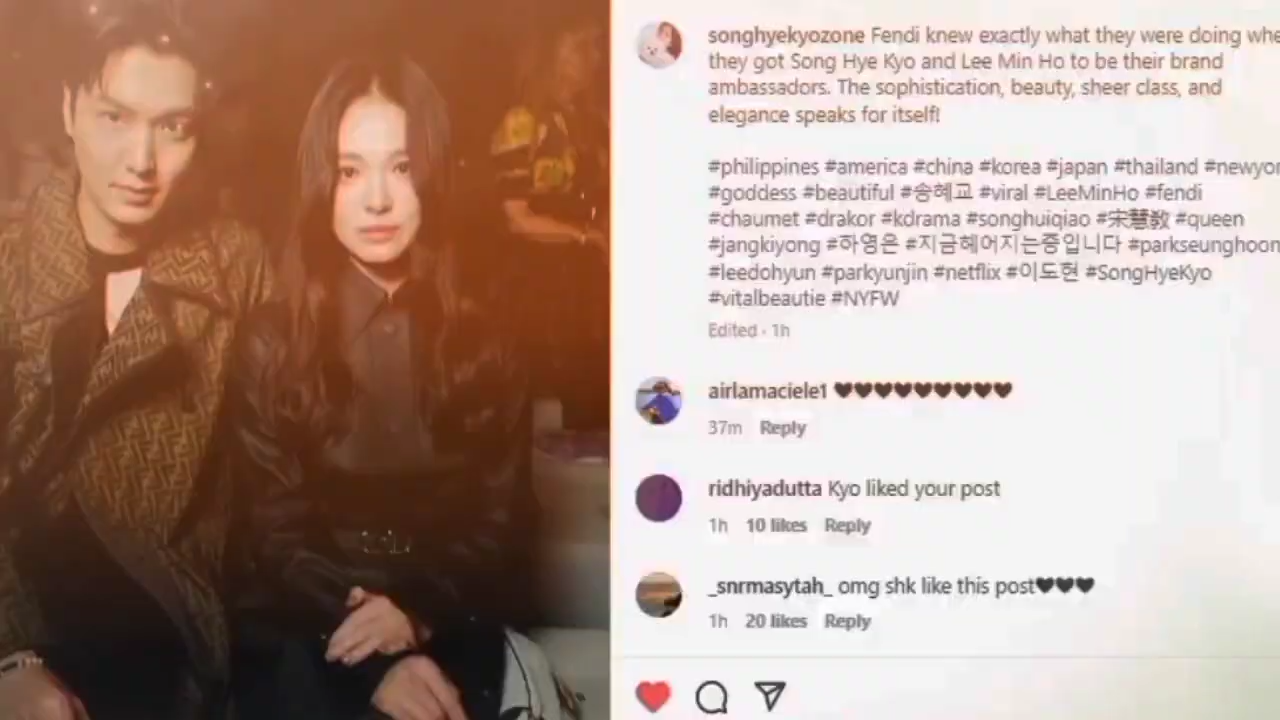 songhyekyozone Fendi knew exactly what they were doing whe
they got Song Hye Kyo and Lee Min Ho to be their brand
ambassadors. The sophistication, beauty, sheer class, and
elegance speaks for itself!
#philippines #america #china #korea #japan #thailand #newyor
#goddess #beautiful #송혜교 #viral #LeeMinHo #fendi
#chaumet #drakor #kdrama #songhuiqiao #宋慧教 #queen
#jangkiyong #하영은 #지금헤어지는중입니다 #parkseunghoon
#leedohyun #parkyunjin #netflix #이도현 #SongHyeKyo
#vitalbeautie #NYFW
Edited · 1h
airlamaciele1 🖤🖤🖤🖤🖤🖤🖤🖤🖤
37m Reply
ridhiyadutta Kyo liked your post
1h 10 likes Reply
_snrmasytah_ omg shk like this post🖤🖤🖤
1h 20 likes Reply